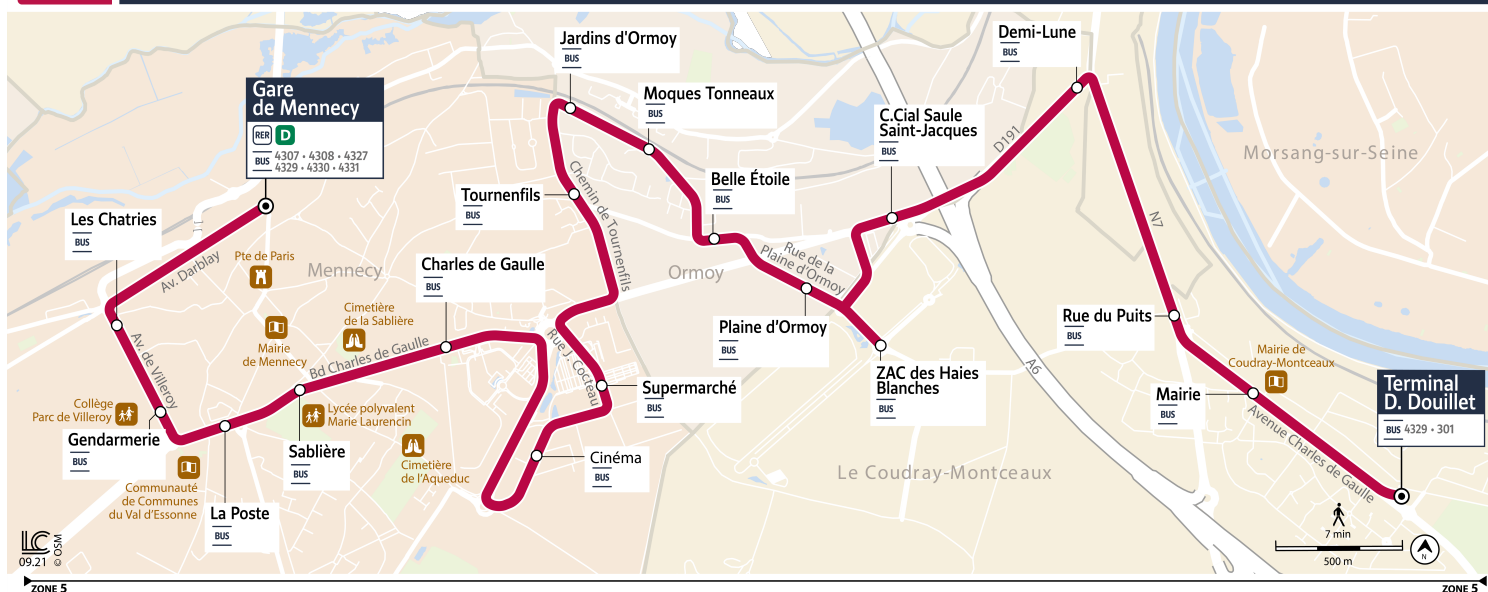 Jardins d'Ormoy
BUS
Demi-Lune
BUS
Gare
de Mennecy
RER D
BUS 4307 • 4308 • 4327
4329 • 4330 • 4331
Moques Tonneaux
BUS
C.Cial Saule
Saint-Jacques
BUS
D191
Morsang-sur-Seine
Belle Étoile
BUS
Tournenfils
BUS
Chemin de Tournenfils
Les Chatries
BUS
Av. Darblay
Pte de Paris
Mennecy
Charles de Gaulle
BUS
Ormoy
Rue de la
Plaine d'Ormoy
N7
Cimetière
de la Sablière
Mairie
de Mennecy
Bd Charles de Gaulle
Av. de Villeroy
Rue J. Cocteau
Plaine d'Ormoy
BUS
Rue du Puits
BUS
A6
Mairie de
Coudray-Montceaux
ZAC des Haies
Blanches
BUS
Supermarché
BUS
Mairie
BUS
Terminal
D. Douillet
BUS 4329 • 301
Avenue Charles de Gaulle
Collège
Parc de Villeroy
Gendarmerie
BUS
Lycée polyvalent
Marie Laurencin
Sablière
BUS
Cimetière
de l'Aqueduc
Cinéma
BUS
Le Coudray-Montceaux
Communauté
de Communes
du Val d'Essonne
La Poste
BUS
LC
09.21
© OSM
7 min
500 m
N
ZONE 5
ZONE 5